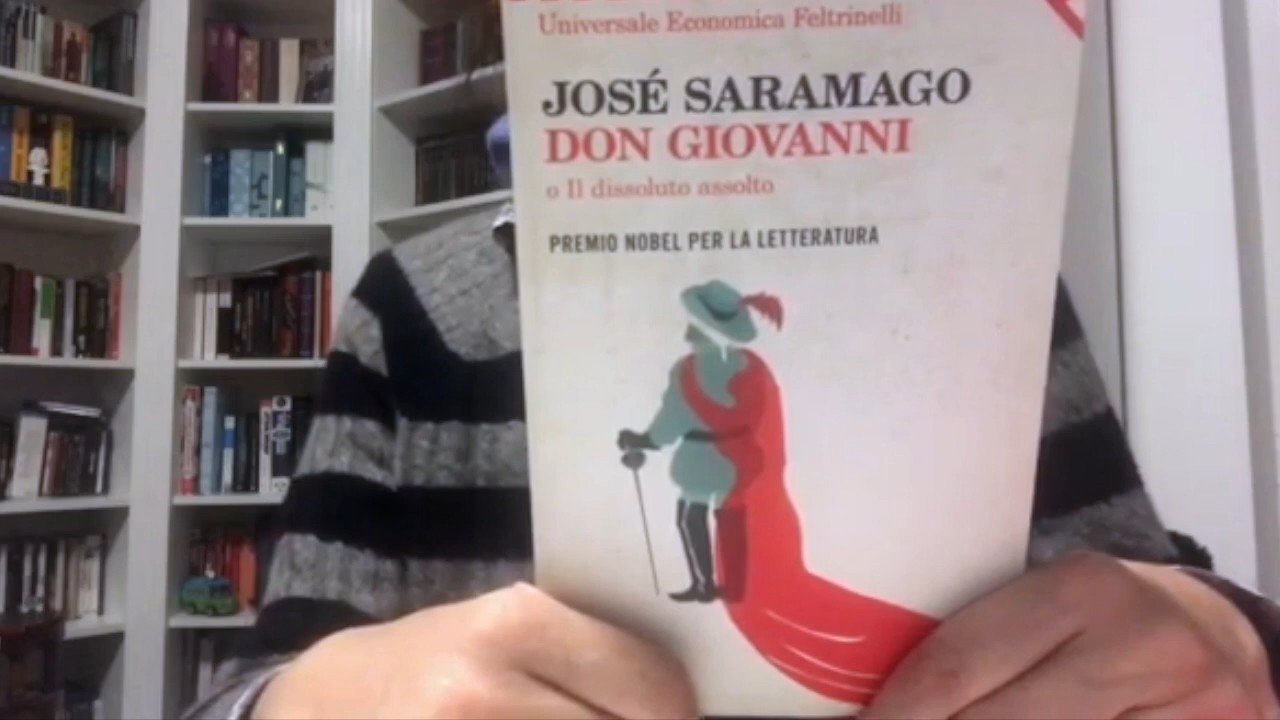 Universale Economica Feltrinelli
JOSÉ SARAMAGO
DON GIOVANNI
o Il dissoluto assolto
PREMIO NOBEL PER LA LETTERATURA